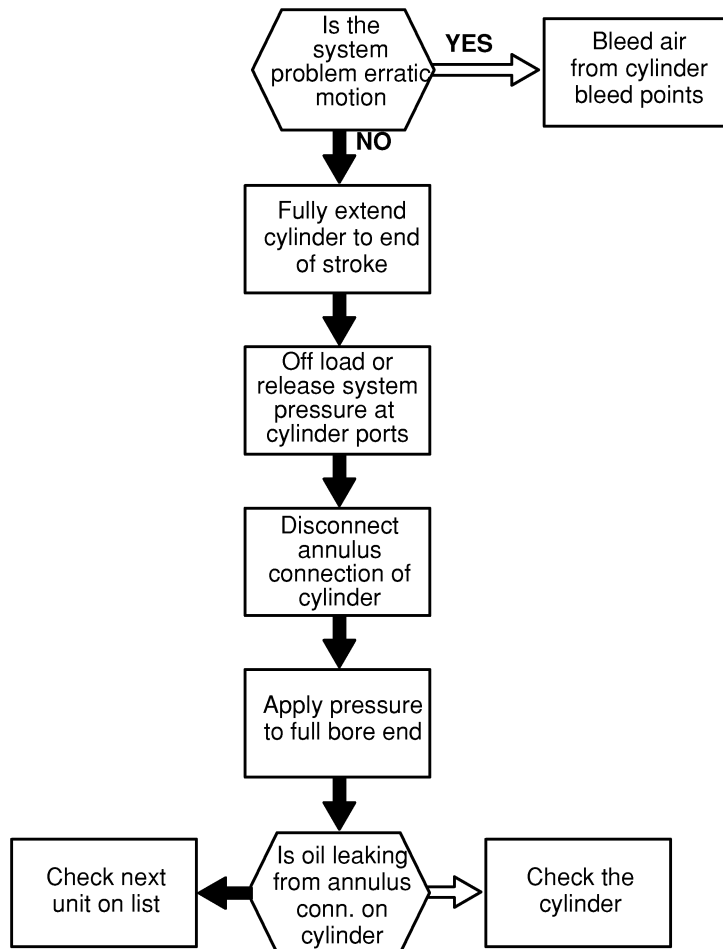 Is the
system
problem erratic
motion
YES
Bleed air
from cylinder
bleed points
NO
Fully extend
cylinder to end
of stroke
Off load or
release system
pressure at
cylinder ports
Disconnect
annulus
connection of
cylinder
Apply pressure
to full bore end
Check next
unit on list
Is oil leaking
from annulus
conn. on
cylinder
Check the
cylinder